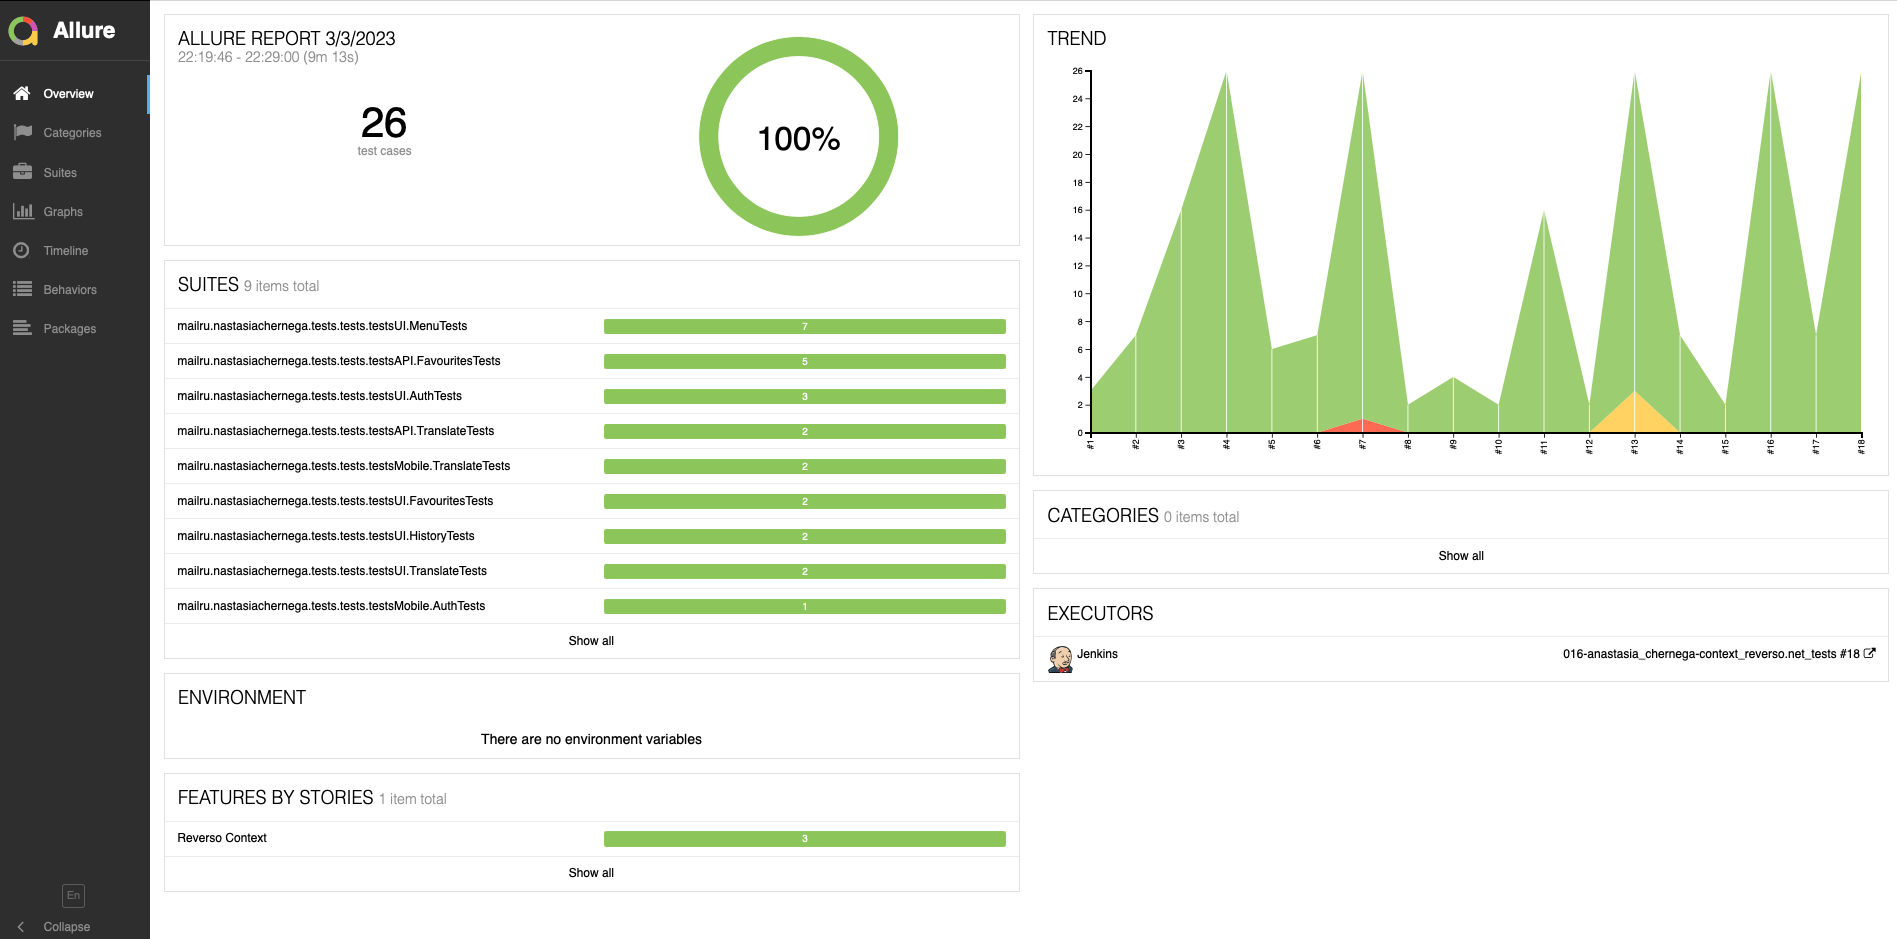 Allure
Overview
Categories
Suites
Graphs
Timeline
Behaviors
Packages
En
Collapse
ALLURE REPORT 3/3/2023
22:19:46 - 22:29:00 (9m 13s)
26
test cases
100%
SUITES 9 items total
mailru.nastasiachernega.tests.tests.testsUI.MenuTests 7
mailru.nastasiachernega.tests.tests.testsAPI.FavouritesTests 5
mailru.nastasiachernega.tests.tests.testsUI.AuthTests 3
mailru.nastasiachernega.tests.tests.testsAPI.TranslateTests 2
mailru.nastasiachernega.tests.tests.testsMobile.TranslateTests 2
mailru.nastasiachernega.tests.tests.testsUI.FavouritesTests 2
mailru.nastasiachernega.tests.tests.testsUI.HistoryTests 2
mailru.nastasiachernega.tests.tests.testsUI.TranslateTests 2
mailru.nastasiachernega.tests.tests.testsMobile.AuthTests 1
Show all
ENVIRONMENT
There are no environment variables
FEATURES BY STORIES 1 item total
Reverso Context 3
Show all
TREND
26
24
22
20
18
16
14
12
10
8
6
4
2
0
#1 #2 #3 #4 #5 #6 #7 #8 #9 #10 #11 #12 #13 #14 #15 #16 #17 #18
CATEGORIES 0 items total
Show all
EXECUTORS
Jenkins 016-anastasia_chernega-context_reverso.net_tests #18